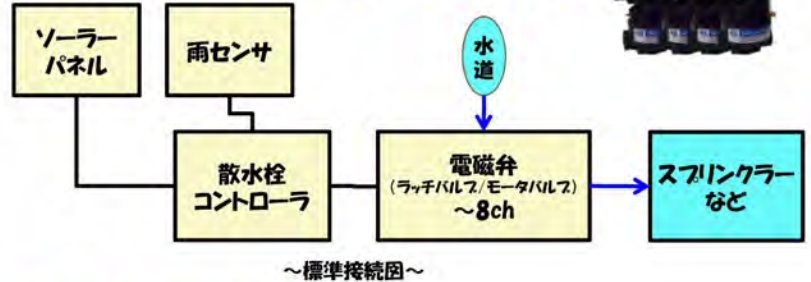 ソーラー
パネル
雨センサ
水
道
散水栓
コントローラ
電磁弁
(ラッチバルブ/モータバルブ)
～8ch
スプリンクラー
など
～標準接続図～